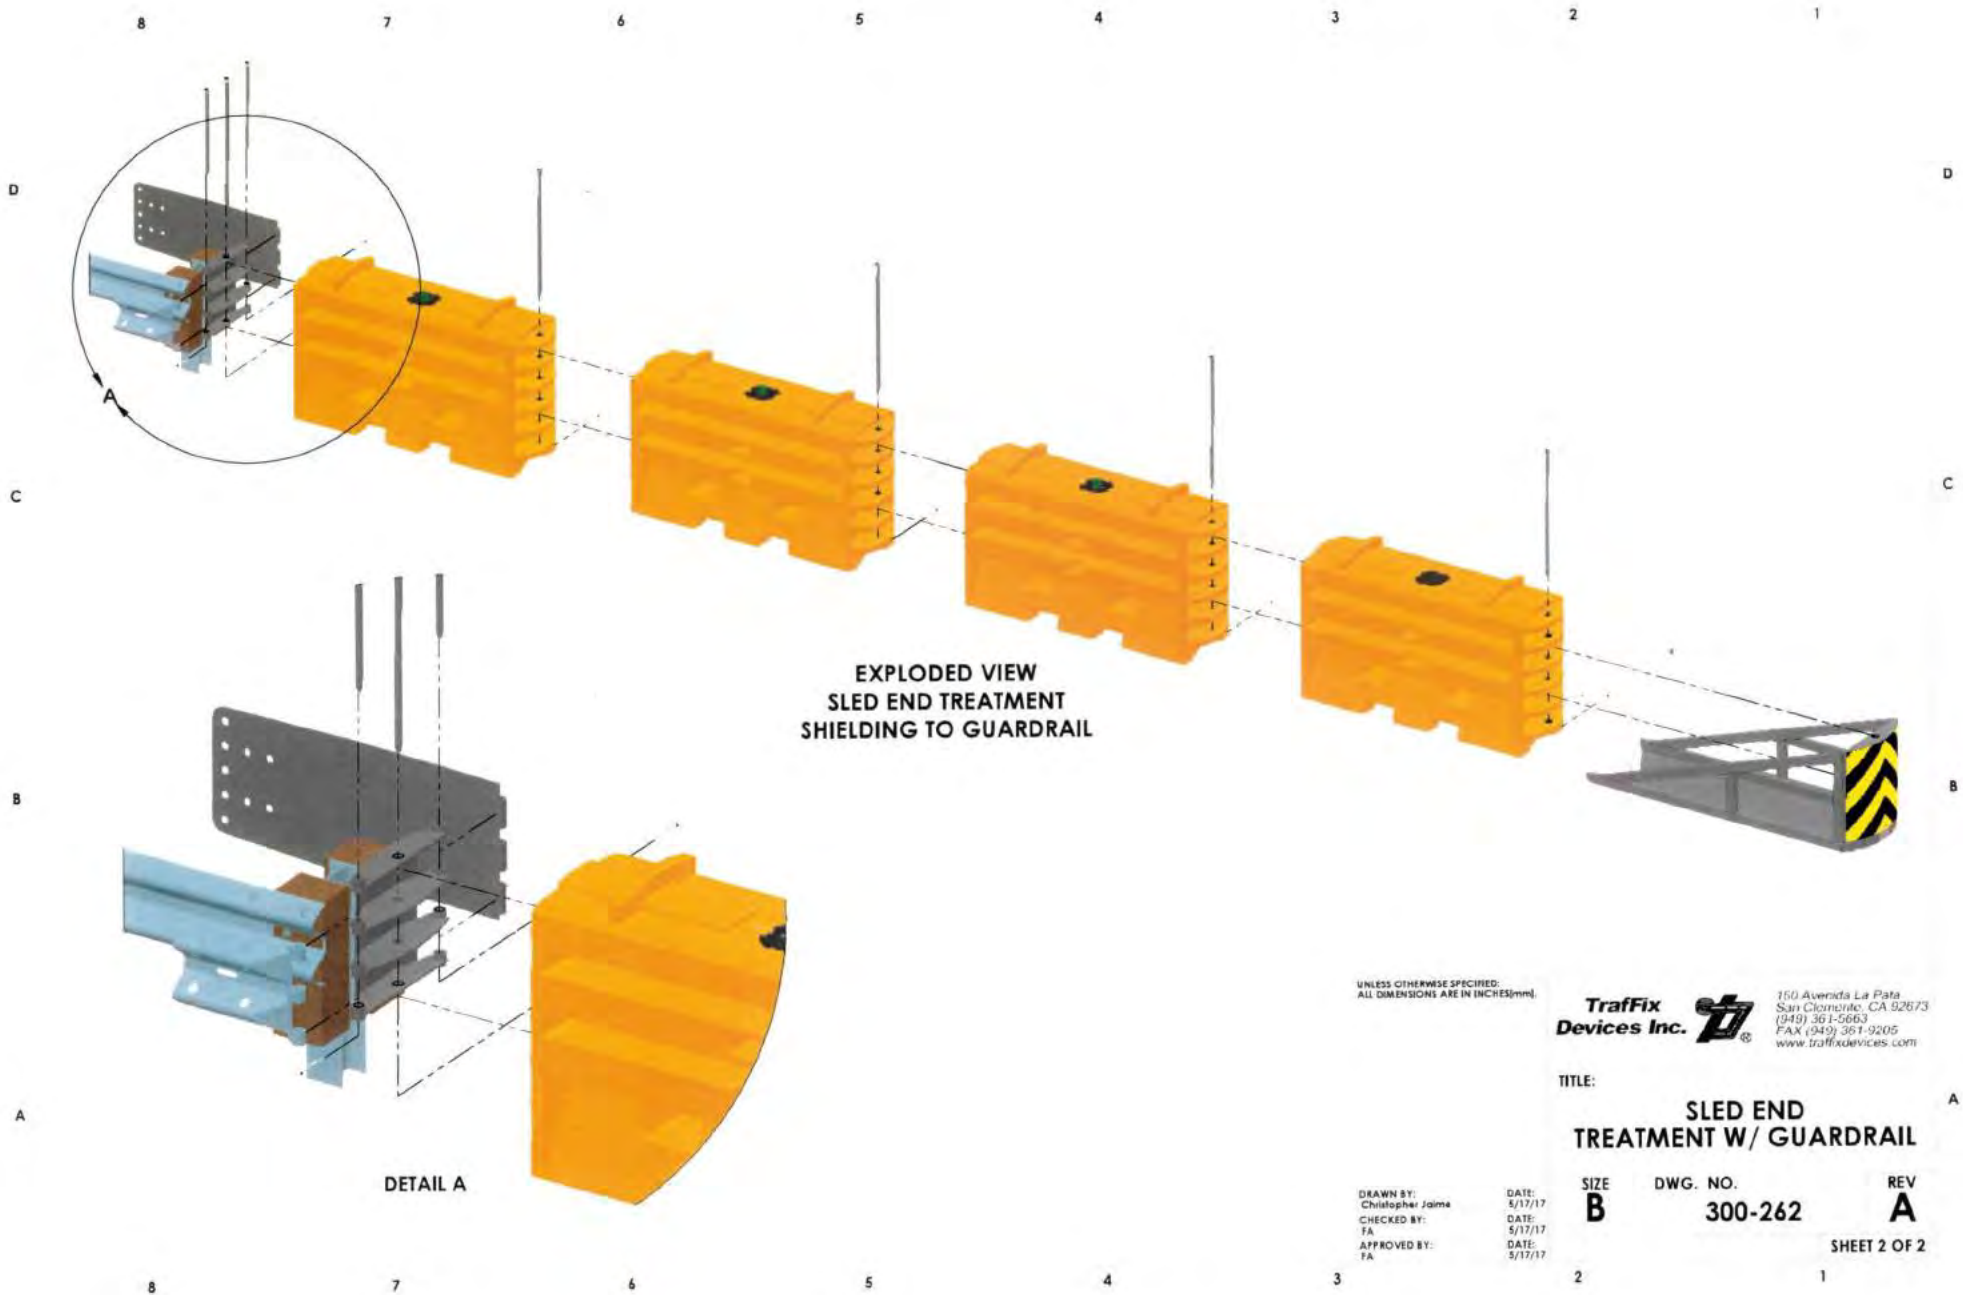 8 7 6 5 4 3 2 1
D D
A
C C
EXPLODED VIEW
SLED END TREATMENT
SHIELDING TO GUARDRAIL
B B
UNLESS OTHERWISE SPECIFIED:
ALL DIMENSIONS ARE IN INCHES[mm].
TrafFix
Devices Inc.
®
160 Avenida La Pata
San Clemente, CA 92673
(949) 361-5663
FAX (949) 361-9205
www.traffixdevices.com
TITLE:
A A
SLED END
TREATMENT W/ GUARDRAIL
DETAIL A
DRAWN BY: DATE:
Christopher Jaime 5/17/17
CHECKED BY: DATE:
FA 5/17/17
APPROVED BY: DATE:
FA 5/17/17
SIZE DWG. NO. REV
B 300-262 A
SHEET 2 OF 2
8 7 6 5 4 3 2 1